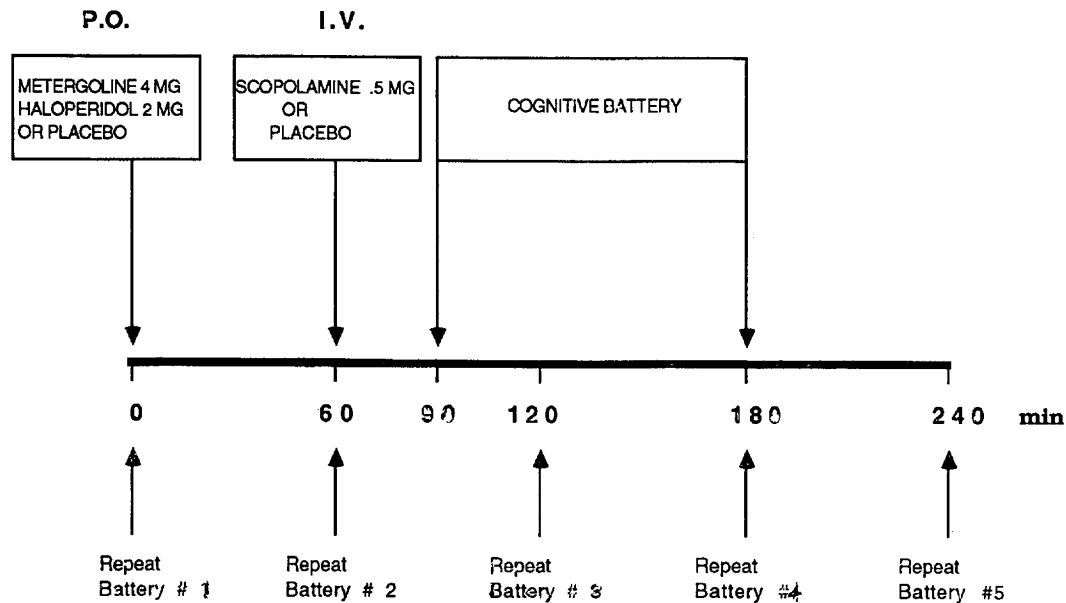 P.O.
I.V.
METERGOLINE 4 MG
HALOPERIDOL 2 MG
OR PLACEBO
SCOPOLAMINE .5 MG
OR
PLACEBO
COGNITIVE BATTERY
0 60 90 120 180 240 min
Repeat
Battery # 1
Repeat
Battery # 2
Repeat
Battery # 3
Repeat
Battery #4
Repeat
Battery #5